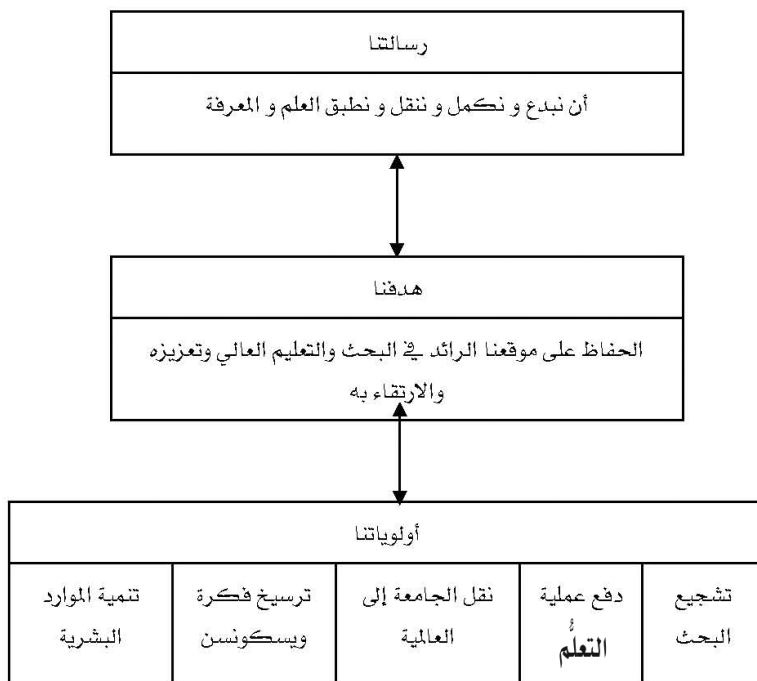 رسالتنا
أن نبدع و نكمل و ننقل و نطبق العلم و المعرفة
هدفنا
الحفاظ على موقعنا الرائد في البحث والتعليم العالي وتعزيزه
والارتقاء به
أولوياتنا
تشجيع
البحث
دفع عملية
التعلُّم
نقل الجامعة إلى
العالمية
ترسيخ فكرة
ويسكونسن
تنمية الموارد
البشرية